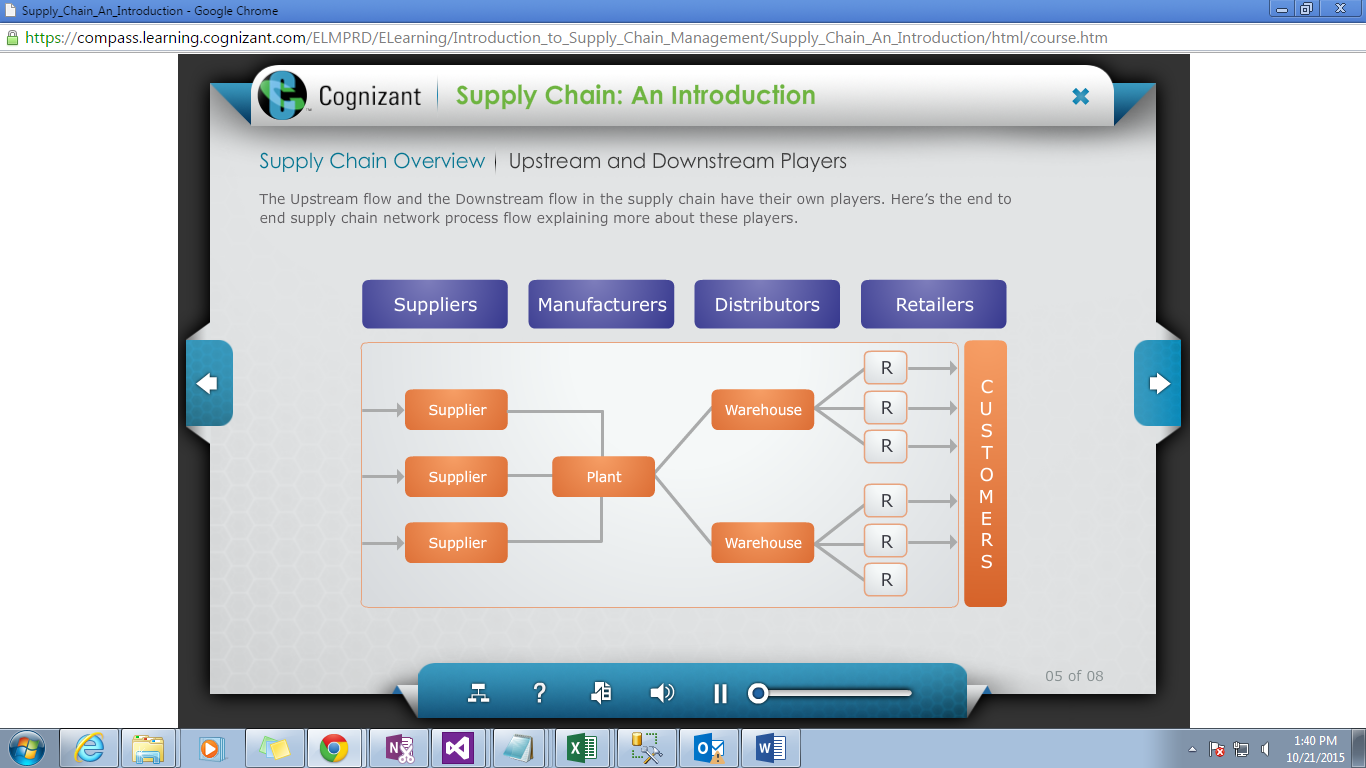 Supply_Chain_An_Introduction - Google Chrome
https://compass.learning.cognizant.com/ELMPRD/ELearning/Introduction_to_Supply_Chain_Management/Supply_Chain_An_Introduction/html/course.htm
Cognizant
Supply Chain: An Introduction
Supply Chain Overview | Upstream and Downstream Players
The Upstream flow and the Downstream flow in the supply chain have their own players. Here’s the end to
end supply chain network process flow explaining more about these players.
Suppliers
Manufacturers
Distributors
Retailers
Supplier
Supplier
Supplier
Plant
Warehouse
Warehouse
R
R
R
R
R
R
CUSTOMERS
05 of 08
?
1:40 PM
10/21/2015